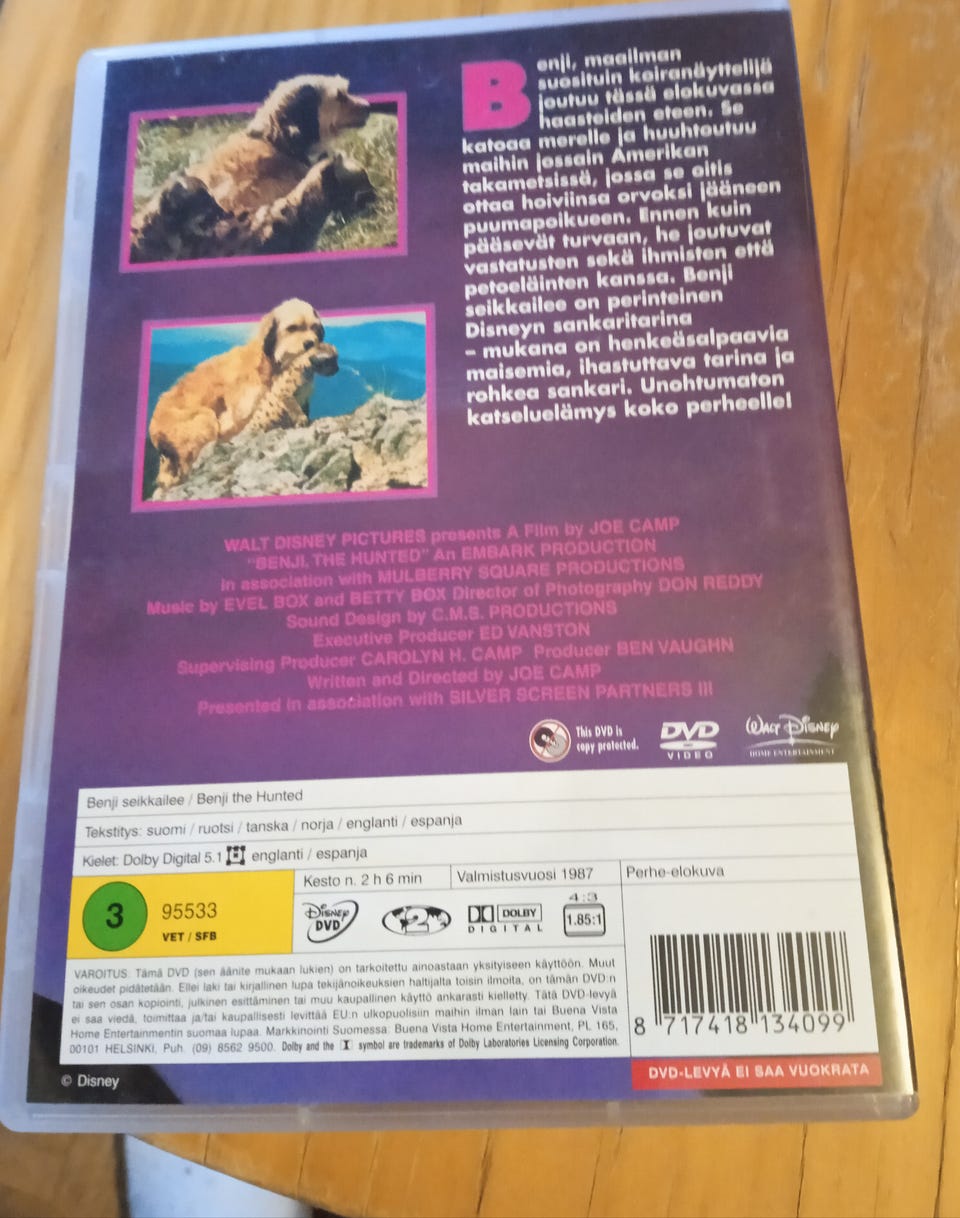 Benji, maailman
suosituin koiranäyttelijä
joutuu tässä elokuvassa
haasteiden eteen. Se
katoaa merelle ja huuhtoutuu
maihin jossain Amerikan
takametsissä, jossa se oitis
ottaa hoiviinsa orvoksi jääneen
puumapoikueen. Ennen kuin
pääsevät turvaan, he joutuvat
vastatusten sekä ihmisten että
petoeläinten kanssa. Benji
seikkailee on perinteinen
Disneyn sankaritarina
– mukana on henkeäsalpaavia
maisemia, ihastuttava tarina ja
rohkea sankari. Unohtumaton
katseluelämys koko perheelle!
WALT DISNEY PICTURES presents A Film by JOE CAMP
"BENJI, THE HUNTED" An EMBARK PRODUCTION
In association with MULBERRY SQUARE PRODUCTIONS
Music by EVEL BOX and BETTY BOX Director of Photography DON REDDY
Sound Design by C.M.S. PRODUCTIONS
Executive Producer ED VANSTON
Supervising Producer CAROLYN H. CAMP Producer BEN VAUGHN
Written and Directed by JOE CAMP
Presented in association with SILVER SCREEN PARTNERS III
This DVD is
copy protected.
DVD
VIDEO
WALT DISNEY
HOME ENTERTAINMENT
Benji seikkailee / Benji the Hunted
Tekstitys: suomi / ruotsi / tanska / norja / englanti / espanja
Kielet: Dolby Digital 5.1 englanti / espanja
3
95533
VET / SFB
Kesto n. 2 h 6 min
Valmistusvuosi 1987
Perhe-elokuva
DISNEY
DVD
2
DOLBY
DIGITAL
4:3
1.85:1
VAROITUS: Tämä DVD (sen äänite mukaan lukien) on tarkoitettu ainoastaan yksityiseen käyttöön. Muut
oikeudet pidätetään. Ellei laki tai kirjallinen lupa tekijänoikeuksien haltijalta toisin ilmoita, on tämän DVD:n
tai sen osan kopiointi, julkinen esittäminen tai muu kaupallinen käyttö ankarasti kielletty. Tätä DVD-levyä
ei saa viedä, toimittaa ja/tai kaupallisesti levittää EU:n ulkopuolisiin maihin ilman lain tai Buena Vista
Home Entertainmentin suomaa lupaa. Markkinointi Suomessa: Buena Vista Home Entertainment, PL 165,
00101 HELSINKI, Puh. (09) 8562 9500. Dolby and the symbol are trademarks of Dolby Laboratories Licensing Corporation.
8 717418 134099
DVD-LEVYÄ EI SAA VUOKRATA
© Disney